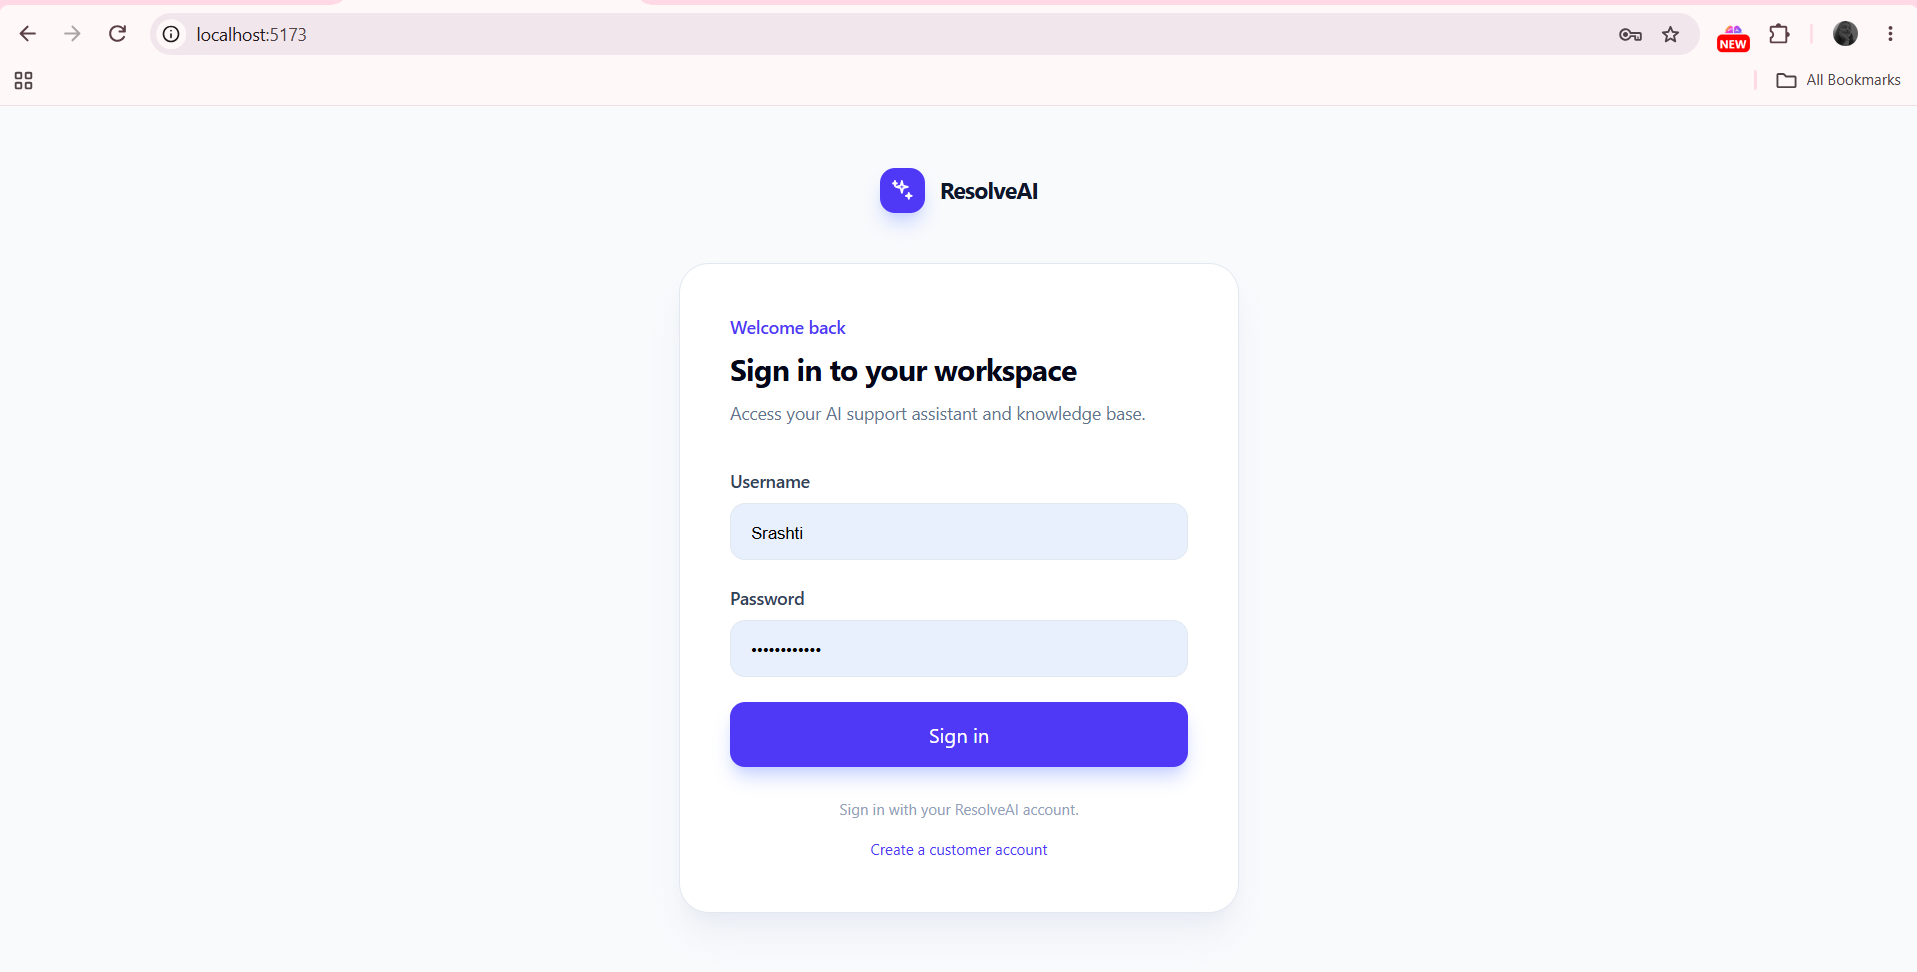 localhost:5173
NEW
All Bookmarks
ResolveAI
Welcome back
Sign in to your workspace
Access your AI support assistant and knowledge base.
Username
Srashti
Password
••••••••••••
Sign in
Sign in with your ResolveAI account.
Create a customer account